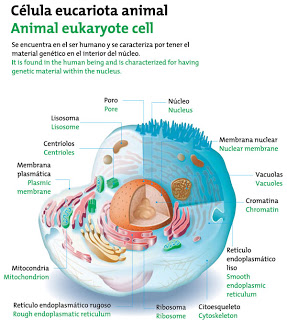 Célula eucariota animal
Animal eukaryote cell
Se encuentra en el ser humano y se caracteriza por tener el
material genético en el interior del núcleo.
It is found in the human being and is characterized for having
genetic material within the nucleus.
Poro
Pore
Núcleo
Nucleus
Lisosoma
Lisosome
Centriolos
Centrioles
Membrana nuclear
Nuclear membrane
Membrana
plasmática
Plasmic
membrane
Vacuolas
Vacuoles
Cromatina
Chromatin
Retículo
endoplasmático
liso
Smooth
endoplasmic
reticulum
Mitocondria
Mitochondrion
Retículo endoplasmático rugoso
Rough endoplasmatic reticulum
Ribosoma
Ribosome
Citoesqueleto
Cytoskeleton